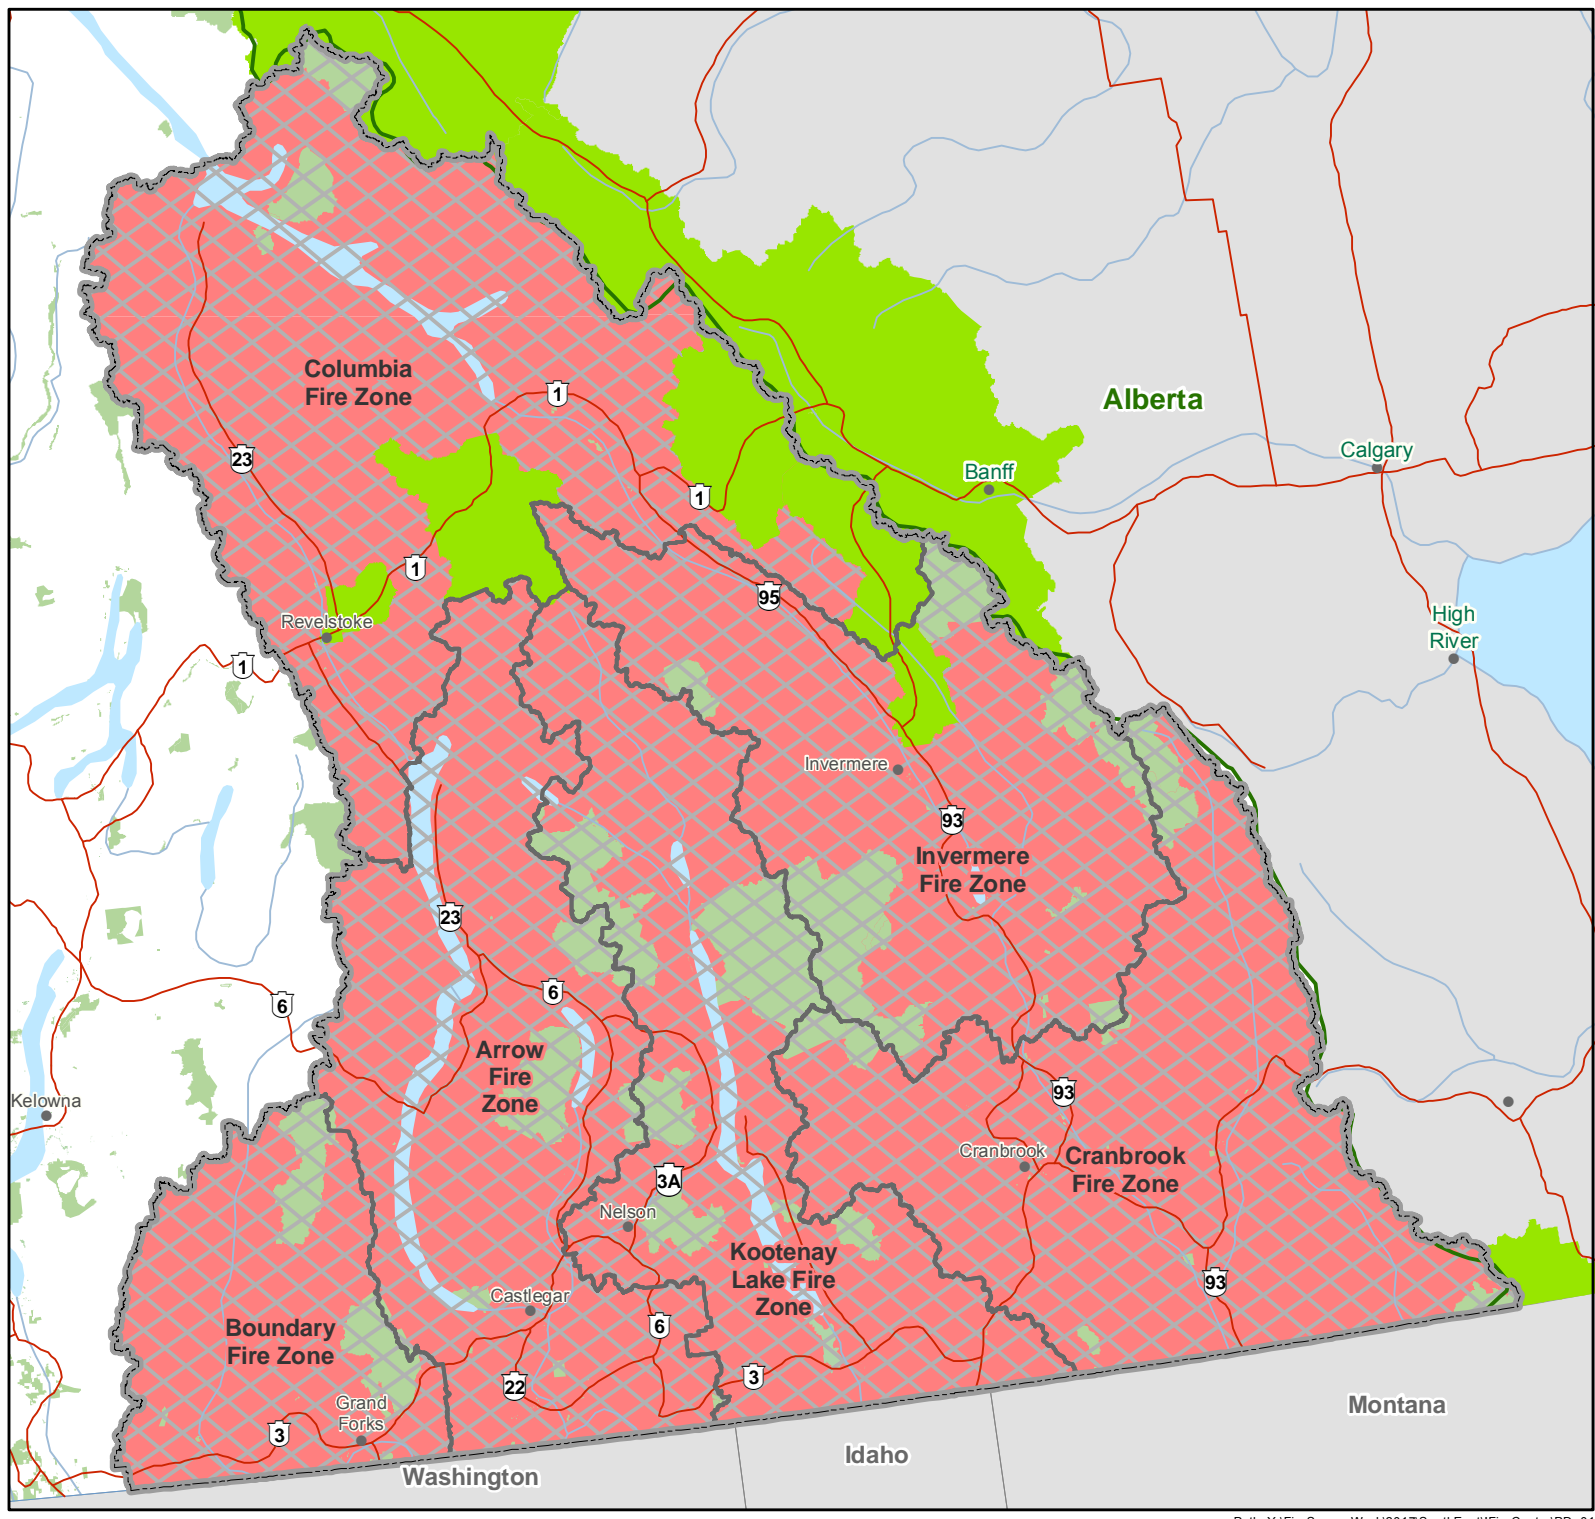 Columbia
Fire Zone
1
Alberta
23
Calgary
Banff
1
1
95
Revelstoke
High
River
1
Invermere
93
Invermere
Fire Zone
23
6
6
Arrow
Fire
Zone
Kelowna
93
Cranbrook
Cranbrook
Fire Zone
3A
Nelson
Kootenay
Lake Fire
Zone
93
Castlegar
6
Boundary
Fire Zone
22
3
Grand
Forks
3
Montana
Idaho
Washington